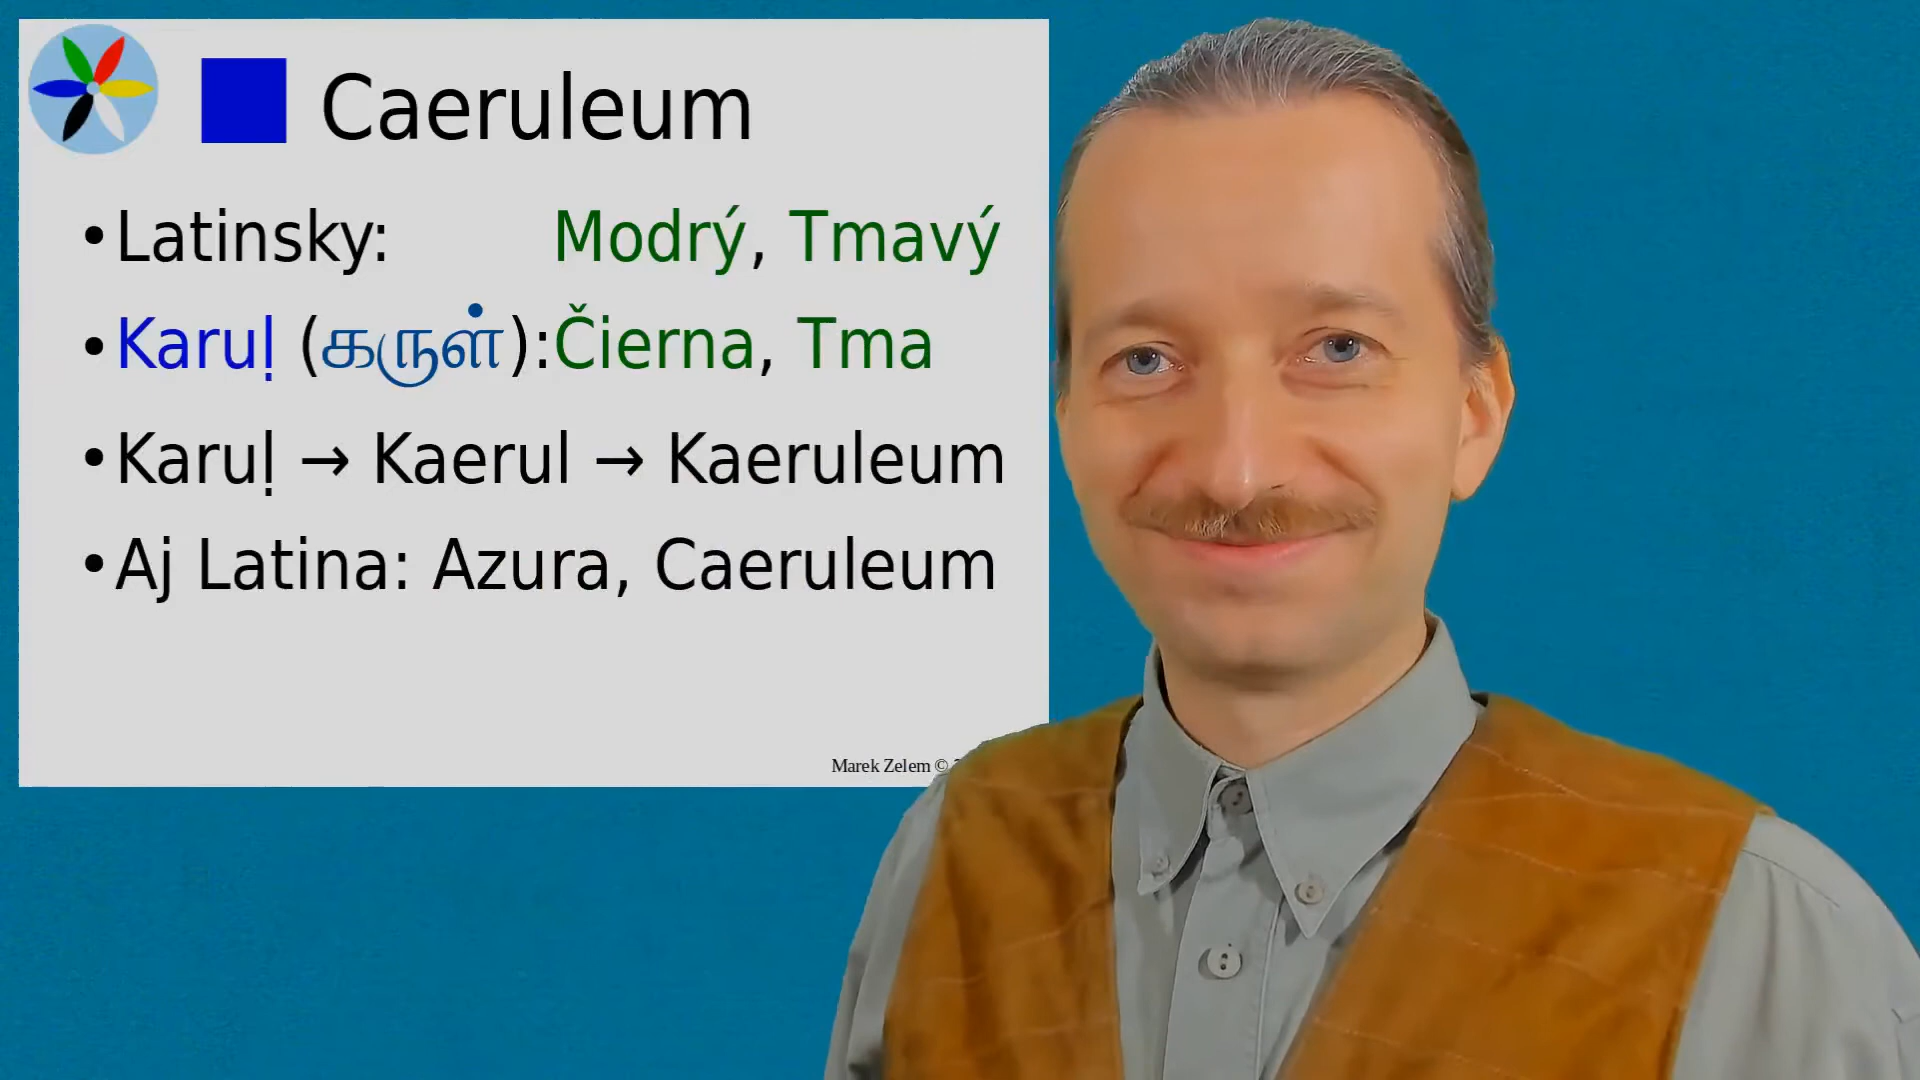 Caeruleum
• Latinsky: Modrý, Tmavý
• Karuḷ (கருள்): Čierna, Tma
• Karuḷ → Kaerul → Kaeruleum
• Aj Latina: Azura, Caeruleum
Marek Zelem ©